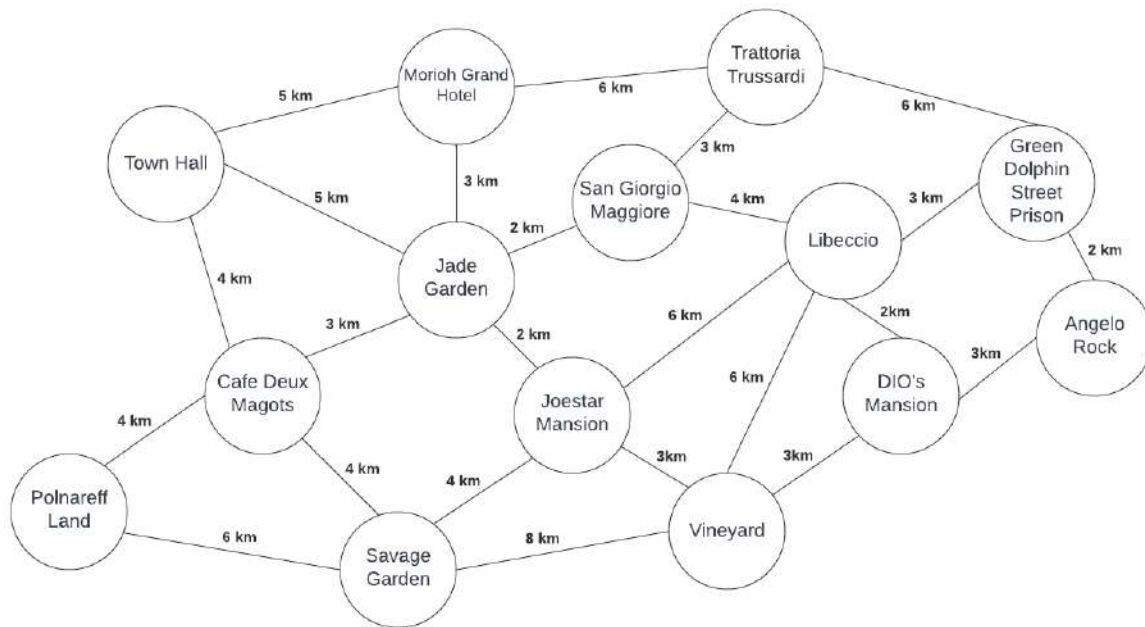 Trattoria
Trussardi
Morioh Grand
Hotel
5 km
6 km
6 km
Town Hall
3 km
Green
Dolphin
Street
Prison
3 km
San Giorgio
Maggiore
4 km
3 km
5 km
2 km
Libeccio
2 km
Jade
Garden
4 km
6 km
2km
3 km
2 km
Angelo
Rock
3km
Cafe Deux
Magots
6 km
DIO's
Mansion
Joestar
Mansion
4 km
4 km
4 km
3km
3km
Polnareff
Land
6 km
8 km
Vineyard
Savage
Garden